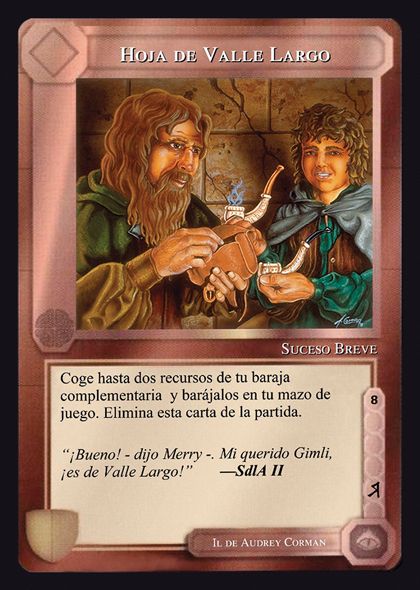 HOJA DE VALLE LARGO
A. Corman
SUCESO BREVE
Coge hasta dos recursos de tu baraja
complementaria y barájalos en tu mazo de
juego. Elimina esta carta de la partida.
8
“¡Bueno! - dijo Merry -. Mi querido Gimli,
¡es de Valle Largo!” —SdlA II
IL DE AUDREY CORMAN